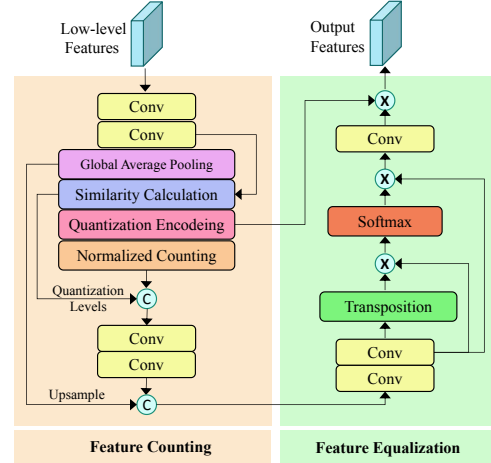 Low-level
Features
Conv
Conv
Global Average Pooling
Similarity Calculation
Quantization Encodeing
Normalized Counting
Quantization
Levels
C
Conv
Conv
Upsample
C
Feature Counting
Output
Features
X
Conv
X
Softmax
X
Transposition
Conv
Conv
Feature Equalization